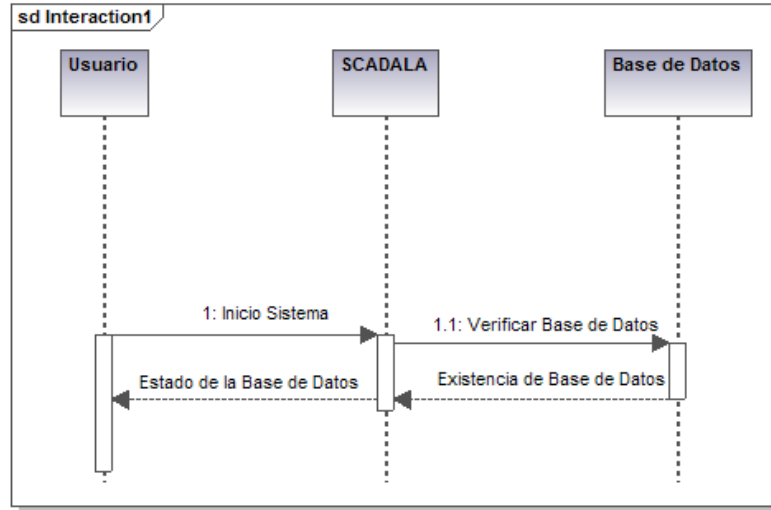 sd Interaction1
Usuario
SCADALA
Base de Datos
1: Inicio Sistema
1.1: Verificar Base de Datos
Estado de la Base de Datos
Existencia de Base de Datos